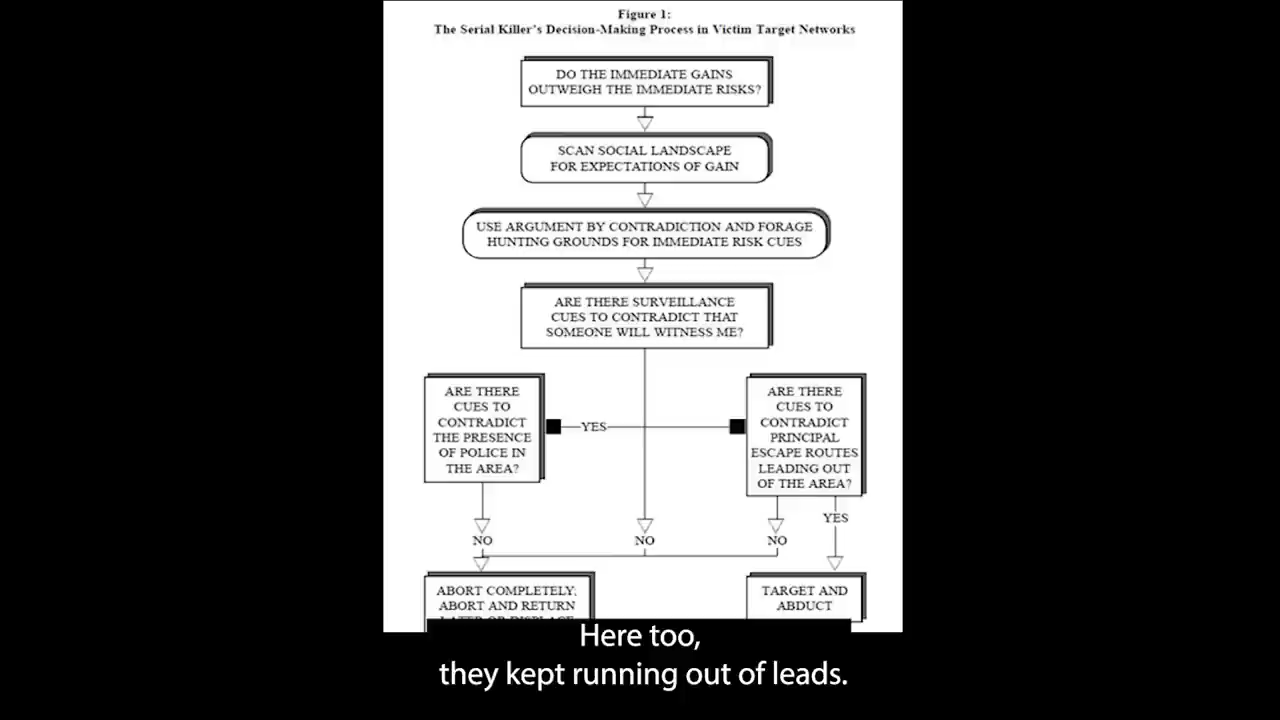 Figure 1:
The Serial Killer's Decision-Making Process in Victim Target Networks
DO THE IMMEDIATE GAINS
OUTWEIGH THE IMMEDIATE RISKS?
SCAN SOCIAL LANDSCAPE
FOR EXPECTATIONS OF GAIN
USE ARGUMENT BY CONTRADICTION AND FORAGE
HUNTING GROUNDS FOR IMMEDIATE RISK CUES
ARE THERE SURVEILLANCE
CUES TO CONTRADICT THAT
SOMEONE WILL WITNESS ME?
ARE THERE
CUES TO
CONTRADICT
THE PRESENCE
OF POLICE IN
THE AREA?
YES
ARE THERE
CUES TO
CONTRADICT
PRINCIPAL
ESCAPE ROUTES
LEADING OUT
OF THE AREA?
YES
NO
NO
NO
ABORT COMPLETELY;
ABORT AND RETURN
LATER OR DISPLACE
TARGET AND
ABDUCT
Here too,
they kept running out of leads.